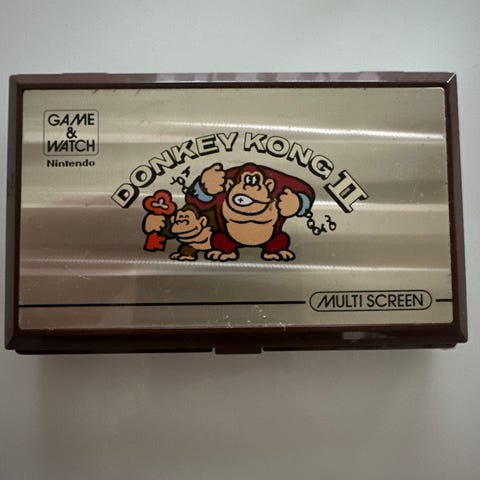 GAME
&
WATCH
Nintendo
DONKEY KONG II
MULTI SCREEN